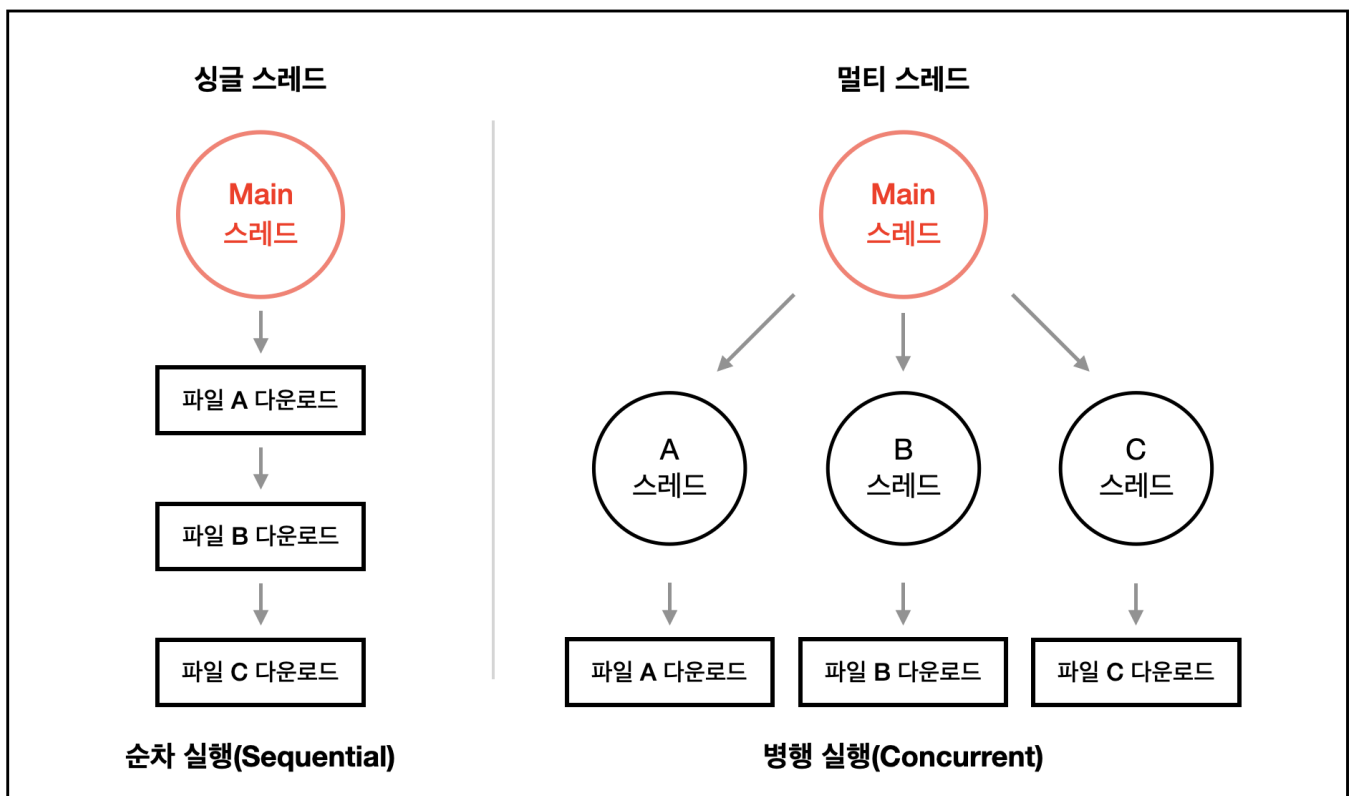 싱글 스레드
Main
스레드
파일 A 다운로드
파일 B 다운로드
파일 C 다운로드
순차 실행(Sequential)
멀티 스레드
Main
스레드
A
스레드
B
스레드
C
스레드
파일 A 다운로드
파일 B 다운로드
파일 C 다운로드
병행 실행(Concurrent)